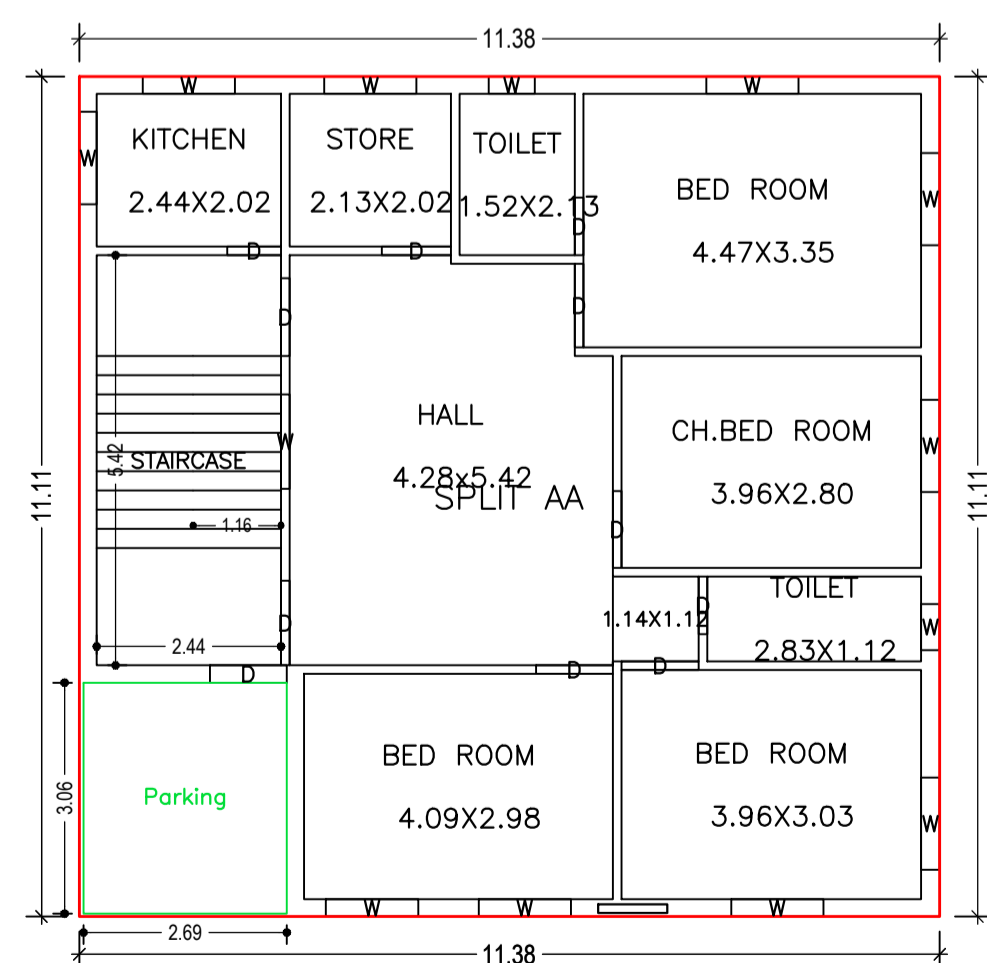 11.38
W
W
W
W
KITCHEN
STORE
TOILET
W
2.44X2.02
2.13X2.02
1.52X2.13
BED ROOM
W
4.47X3.35
D
D
D
D
D
HALL
CH.BED ROOM
W
W
5.42
STAIRCASE
4.28x5.42
SPLIT AA
3.96X2.80
11.11
11.11
1.16
D
TOILET
D
D
1.14X1.12
W
2.44
2.83X1.12
D
D
D
BED ROOM
BED ROOM
3.06
Parking
4.09X2.98
3.96X3.03
W
W
W
W
2.69
11.38